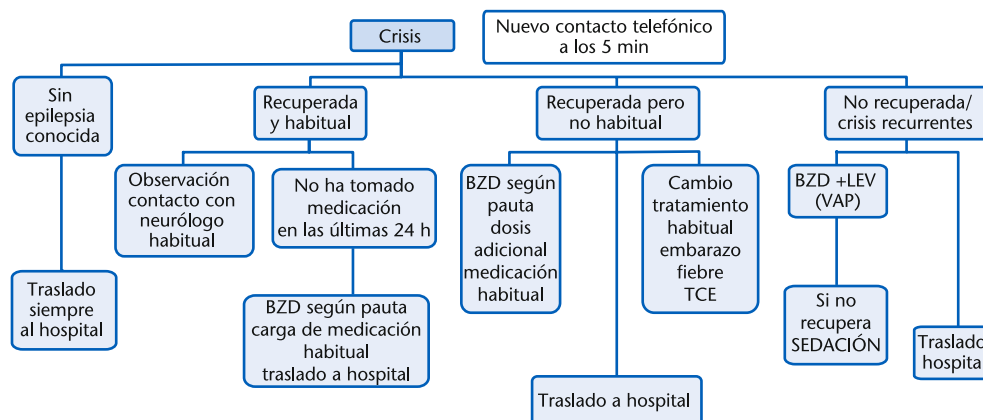 Crisis
Nuevo contacto telefónico
a los 5 min
Sin
epilepsia
conocida
Recuperada
y habitual
Recuperada pero
no habitual
No recuperada/
crisis recurrentes
Observación
contacto con
neurólogo
habitual
No ha tomado
medicación
en las últimas 24 h
BZD según
pauta
dosis
adicional
medicación
habitual
Cambio
tratamiento
habitual
embarazo
fiebre
TCE
BZD +LEV
(VAP)
Traslado
siempre
al hospital
BZD según pauta
carga de medicación
habitual
traslado a hospital
Si no
recupera
SEDACIÓN
Traslado
hospital
Traslado a hospital